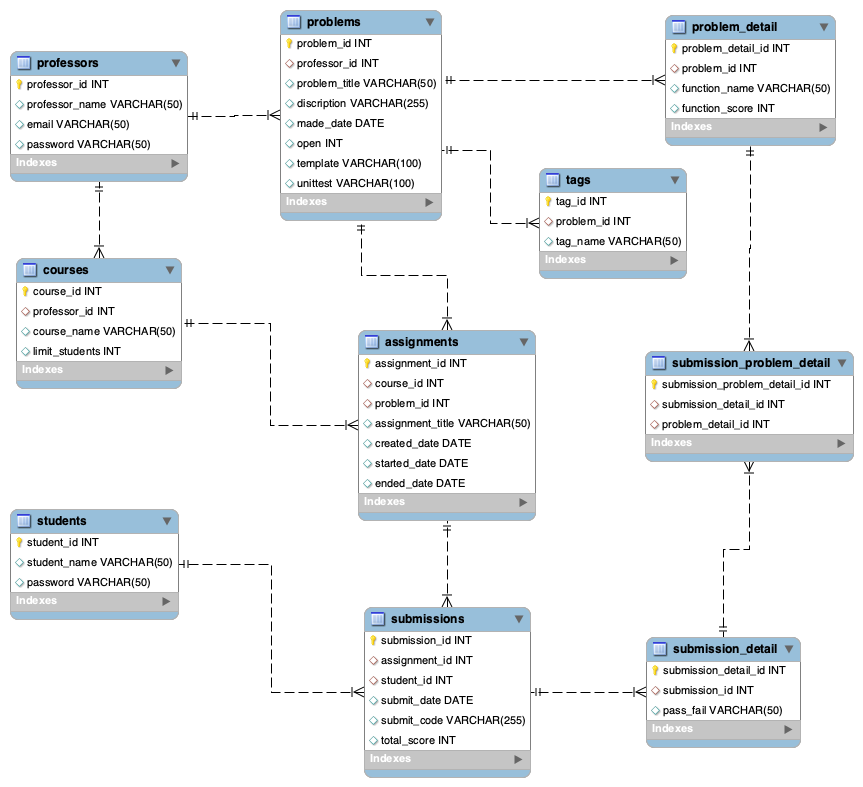 professors
professor_id INT
professor_name VARCHAR(50)
email VARCHAR(50)
password VARCHAR(50)
Indexes
problems
problem_id INT
professor_id INT
problem_title VARCHAR(50)
discription VARCHAR(255)
made_date DATE
open INT
template VARCHAR(100)
unittest VARCHAR(100)
Indexes
problem_detail
problem_detail_id INT
problem_id INT
function_name VARCHAR(50)
function_score INT
Indexes
tags
tag_id INT
problem_id INT
tag_name VARCHAR(50)
Indexes
courses
course_id INT
professor_id INT
course_name VARCHAR(50)
limit_students INT
Indexes
assignments
assignment_id INT
course_id INT
problem_id INT
assignment_title VARCHAR(50)
created_date DATE
started_date DATE
ended_date DATE
Indexes
submission_problem_detail
submission_problem_detail_id INT
submission_detail_id INT
problem_detail_id INT
Indexes
students
student_id INT
student_name VARCHAR(50)
password VARCHAR(50)
Indexes
submissions
submission_id INT
assignment_id INT
student_id INT
submit_date DATE
submit_code VARCHAR(255)
total_score INT
Indexes
submission_detail
submission_detail_id INT
submission_id INT
pass_fail VARCHAR(50)
Indexes